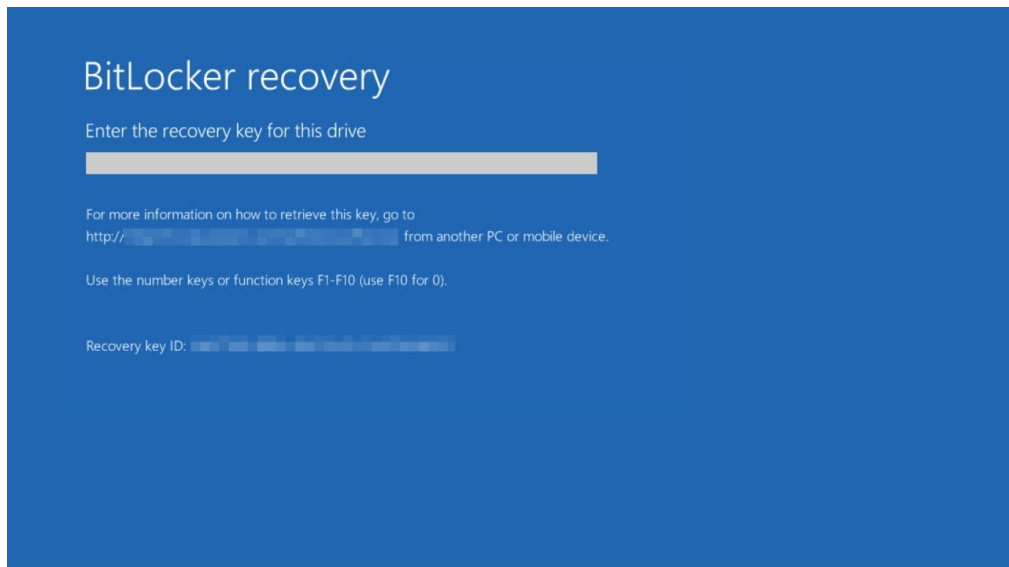 BitLocker recovery
Enter the recovery key for this drive
For more information on how to retrieve this key, go to
http:// from another PC or mobile device.
Use the number keys or function keys F1-F10 (use F10 for 0).
Recovery key ID: